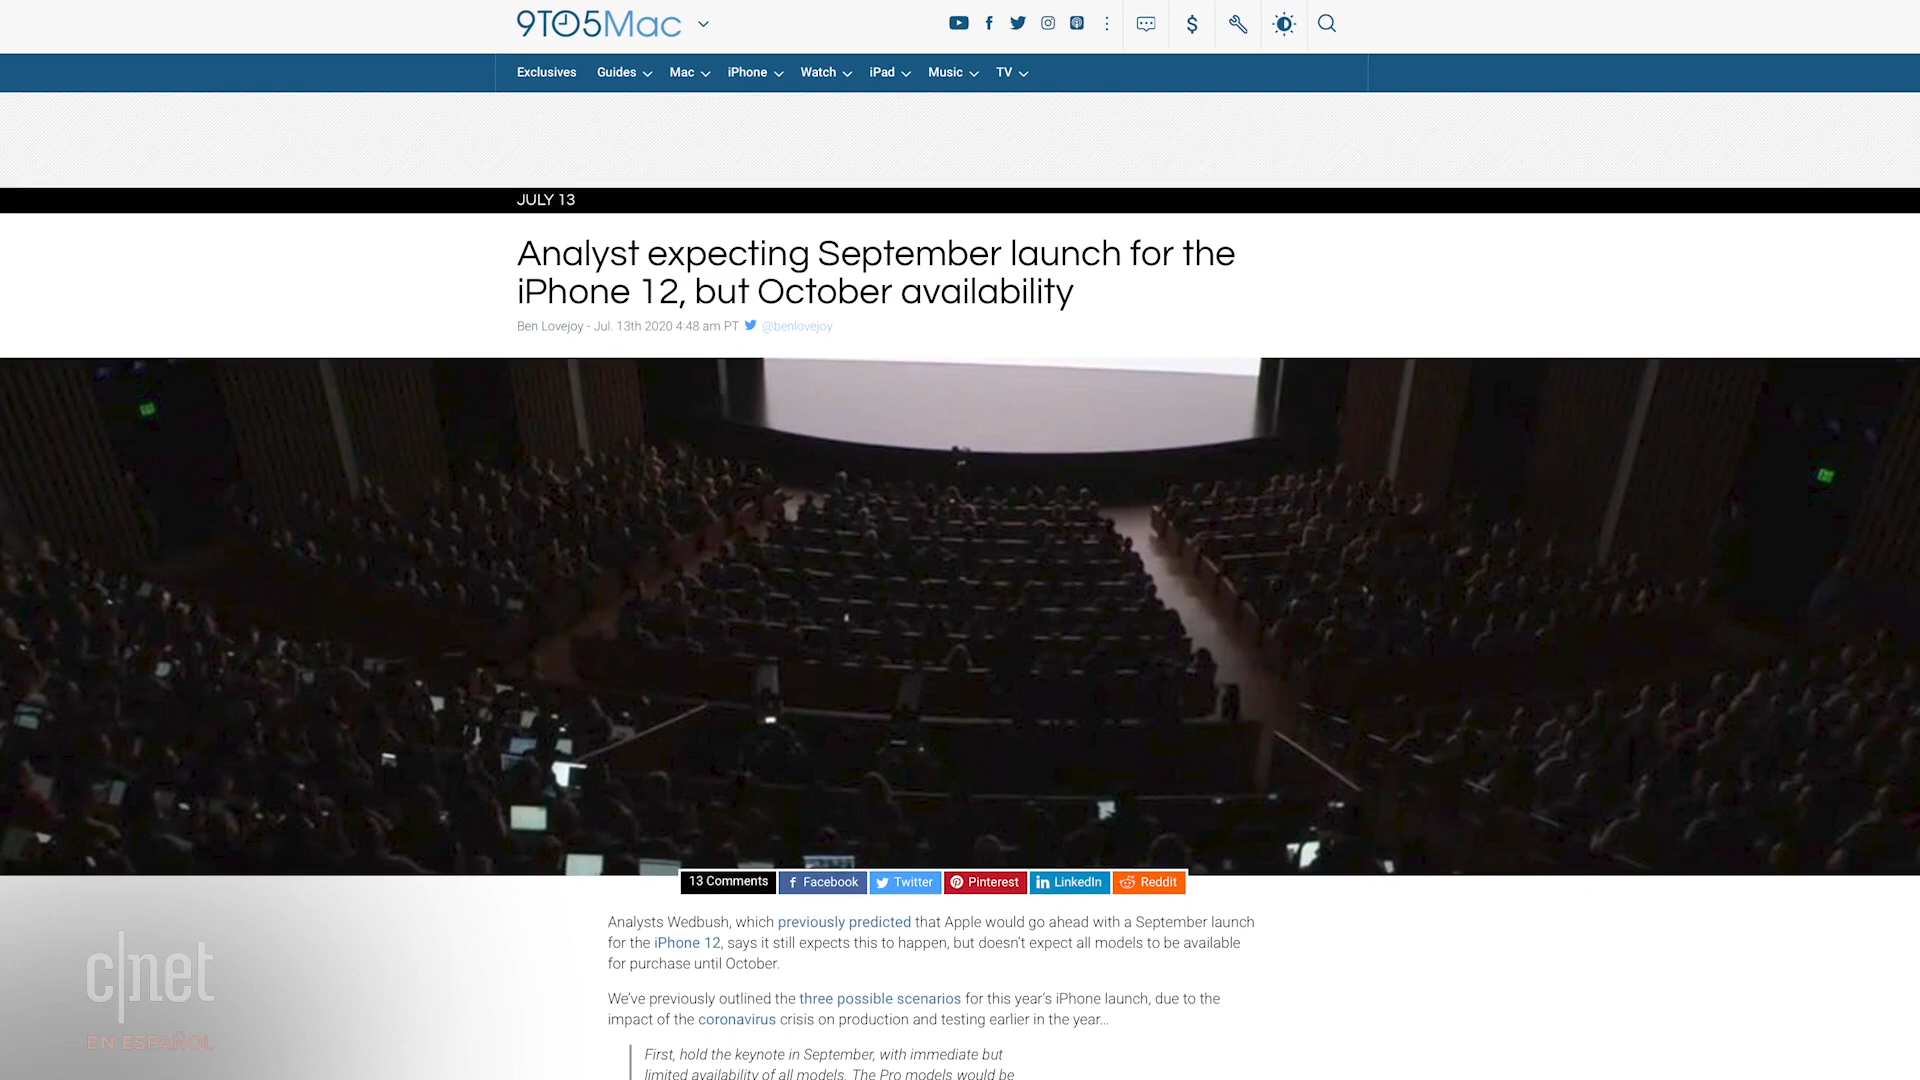 9TO5Mac
Exclusives Guides Mac iPhone Watch iPad Music TV
JULY 13
Analyst expecting September launch for the
iPhone 12, but October availability
Ben Lovejoy - Jul. 13th 2020 4:48 am PT @benlovejoy
13 Comments Facebook Twitter Pinterest LinkedIn Reddit
Analysts Wedbush, which previously predicted that Apple would go ahead with a September launch
for the iPhone 12, says it still expects this to happen, but doesn't expect all models to be available
for purchase until October.
We've previously outlined the three possible scenarios for this year's iPhone launch, due to the
impact of the coronavirus crisis on production and testing earlier in the year…
First, hold the keynote in September, with immediate but
limited availability of all models. The Pro models would be
c|net
EN ESPAÑOL